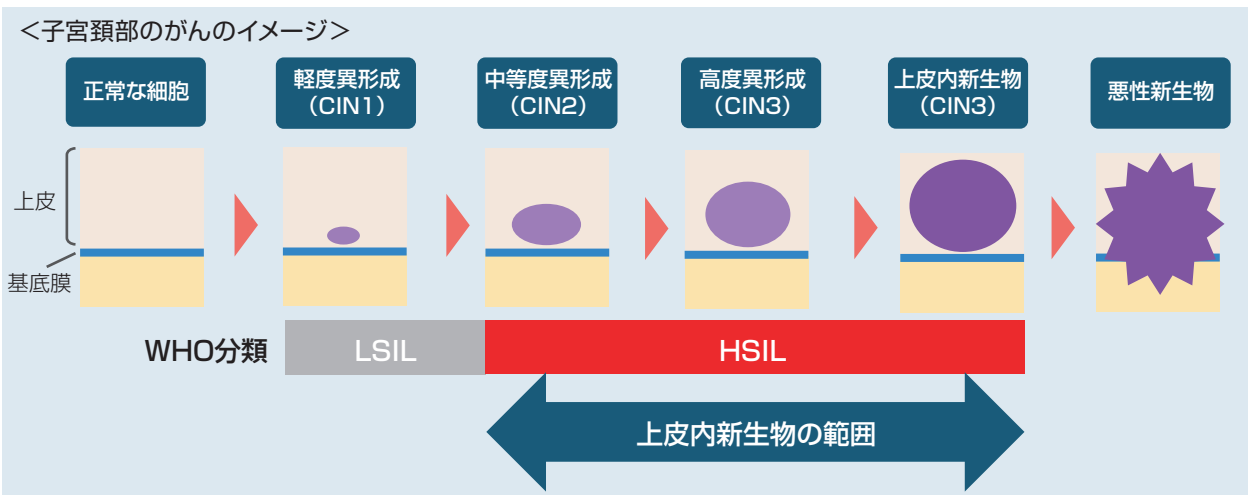 ＜子宮頚部のがんのイメージ＞
正常な細胞
軽度異形成
（CIN1）
中等度異形成
（CIN2）
高度異形成
（CIN3）
上皮内新生物
（CIN3）
悪性新生物
上皮
基底膜
WHO分類
LSIL
HSIL
上皮内新生物の範囲